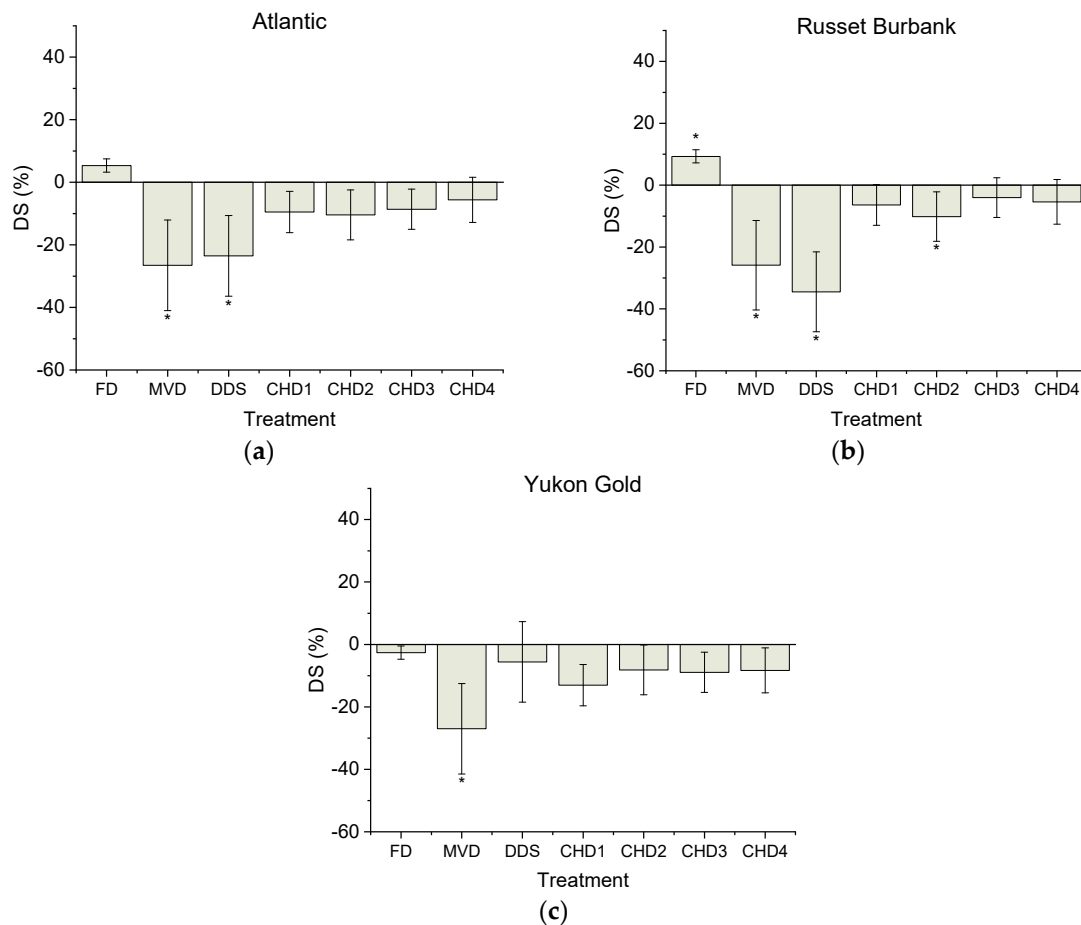 Atlantic
40
20
0
-20
-40
-60
DS (%)
*
*
FD MVD DDS CHD1 CHD2 CHD3 CHD4
Treatment
(a)
Russet Burbank
40
20
0
-20
-40
-60
DS (%)
*
*
*
*
FD MVD DDS CHD1 CHD2 CHD3 CHD4
Treatment
(b)
Yukon Gold
40
20
0
-20
-40
-60
DS (%)
*
FD MVD DDS CHD1 CHD2 CHD3 CHD4
Treatment
(c)